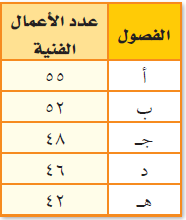 الفصول عدد الأعمال الفنية
أ ٥٥
ب ٥٢
جـ ٤٨
د ٤٦
هـ ٤٢